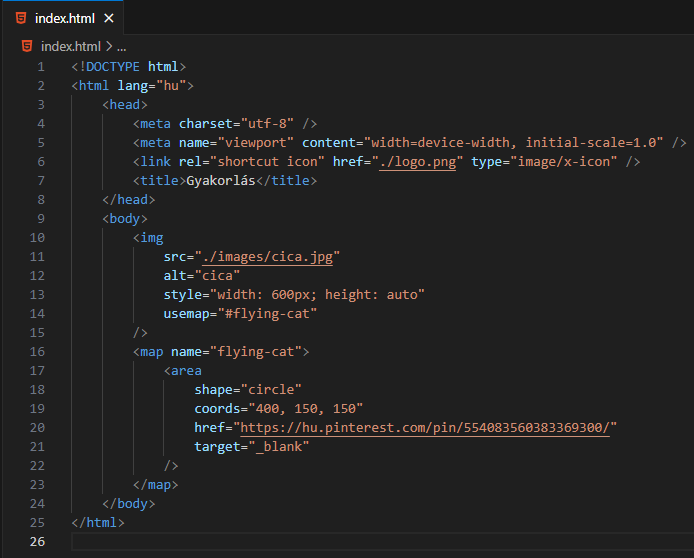 index.html ×
index.html > ...
1 <!DOCTYPE html>
2 <html lang="hu">
3     <head>
4         <meta charset="utf-8" />
5         <meta name="viewport" content="width=device-width, initial-scale=1.0" />
6         <link rel="shortcut icon" href="./logo.png" type="image/x-icon" />
7         <title>Gyakorlás</title>
8     </head>
9     <body>
10         <img
11             src="./images/cica.jpg"
12             alt="cica"
13             style="width: 600px; height: auto"
14             usemap="#flying-cat"
15         />
16         <map name="flying-cat">
17             <area
18                 shape="circle"
19                 coords="400, 150, 150"
20                 href="https://hu.pinterest.com/pin/554083560383369300/"
21                 target="_blank"
22             />
23         </map>
24     </body>
25 </html>
26